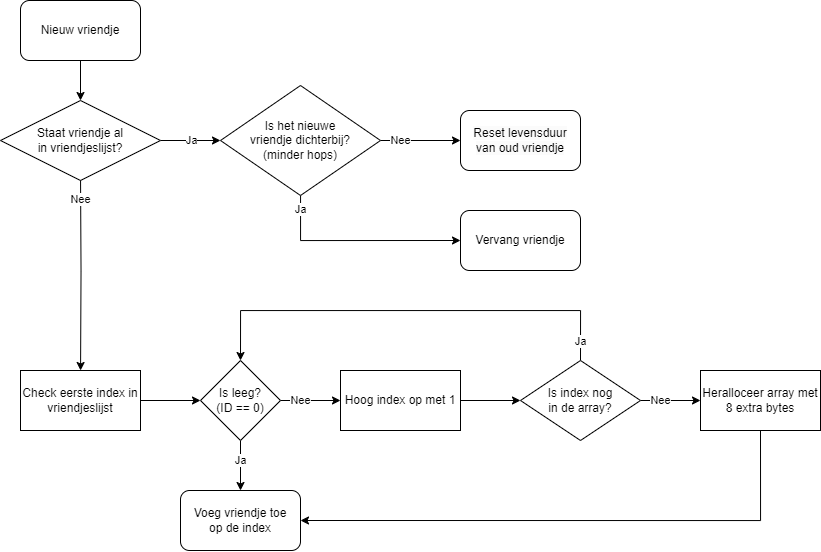 Nieuw vriendje
Staat vriendje al
in vriendjeslijst?
Ja
Is het nieuwe
vriendje dichterbij?
(minder hops)
Nee
Reset levensduur
van oud vriendje
Ja
Vervang vriendje
Nee
Check eerste index in
vriendjeslijst
Is leeg?
(ID == 0)
Nee
Hoog index op met 1
Is index nog
in de array?
Ja
Nee
Heralloceer array met
8 extra bytes
Ja
Voeg vriendje toe
op de index